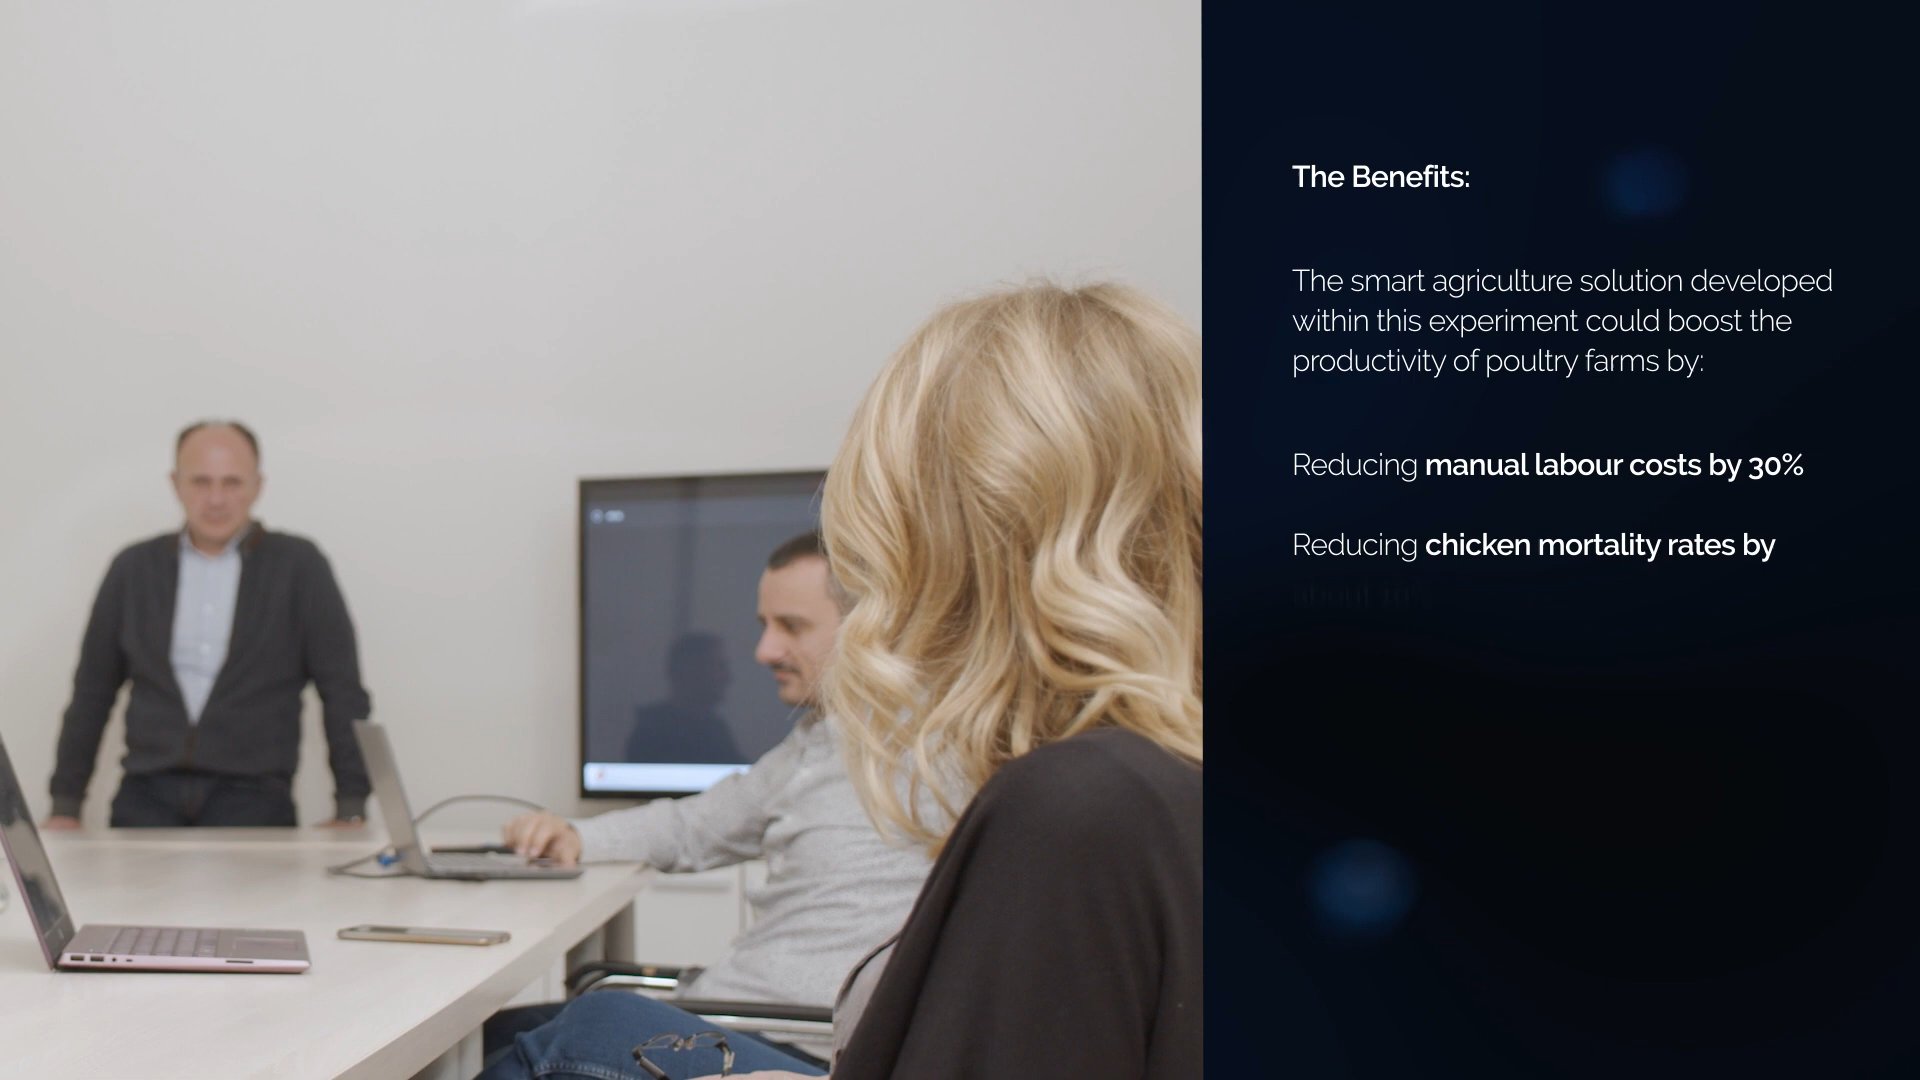 The Benefits:
The smart agriculture solution developed
within this experiment could boost the
productivity of poultry farms by:
Reducing manual labour costs by 30%
Reducing chicken mortality rates by